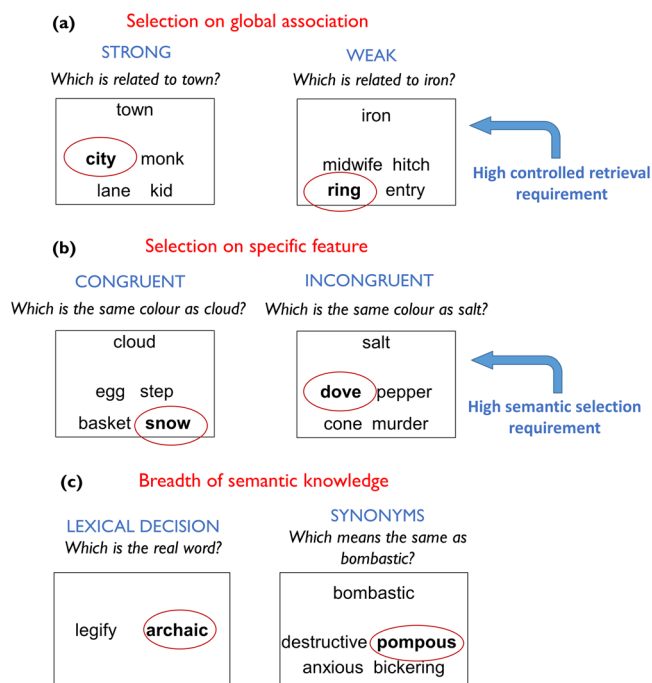 (a) Selection on global association
STRONG WEAK
Which is related to town? Which is related to iron?
town iron
city monk midwife hitch
lane kid ring entry
High controlled retrieval
requirement
(b) Selection on specific feature
CONGRUENT INCONGRUENT
Which is the same colour as cloud? Which is the same colour as salt?
cloud salt
egg step dove pepper
basket snow cone murder
High semantic selection
requirement
(c) Breadth of semantic knowledge
LEXICAL DECISION
Which is the real word?
legify archaic
SYNONYMS
Which means the same as
bombastic?
bombastic
destructive pompous
anxious bickering